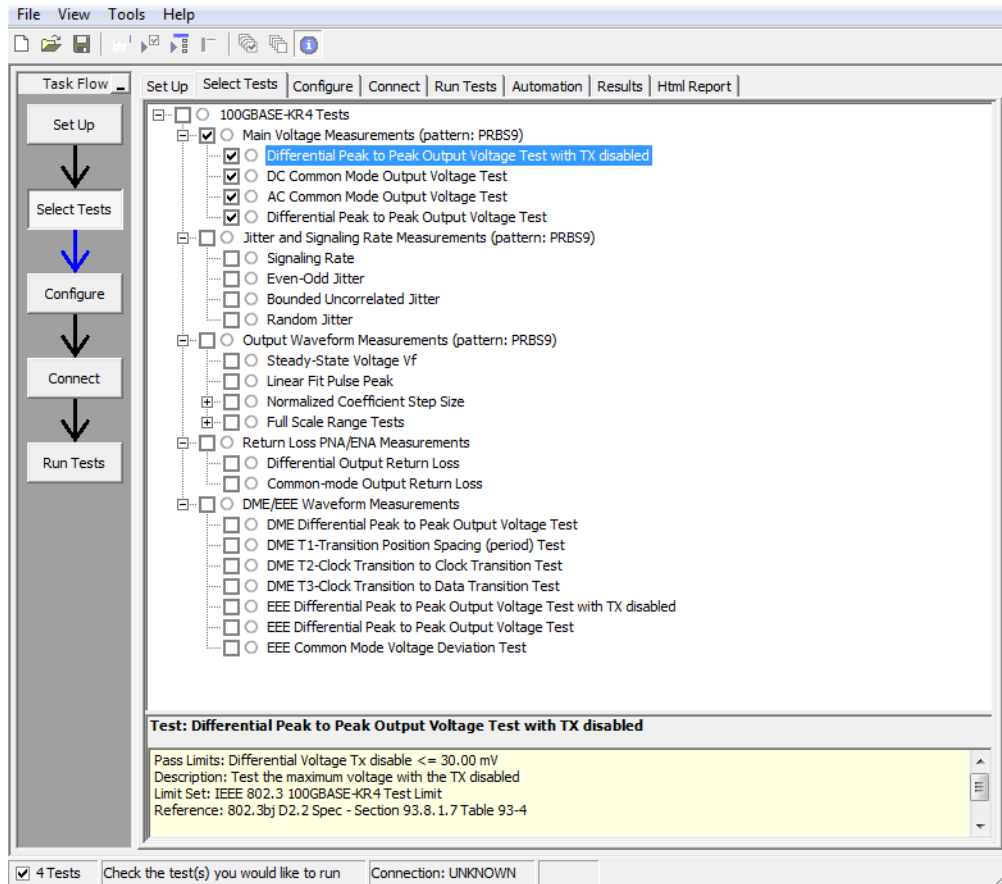 File View Tools Help
Task Flow
Set Up
Select Tests
Configure
Connect
Run Tests
Set Up Select Tests Configure Connect Run Tests Automation Results Html Report
100GBASE-KR4 Tests
Main Voltage Measurements (pattern: PRBS9)
Differential Peak to Peak Output Voltage Test with TX disabled
DC Common Mode Output Voltage Test
AC Common Mode Output Voltage Test
Differential Peak to Peak Output Voltage Test
Jitter and Signaling Rate Measurements (pattern: PRBS9)
Signaling Rate
Even-Odd Jitter
Bounded Uncorrelated Jitter
Random Jitter
Output Waveform Measurements (pattern: PRBS9)
Steady-State Voltage Vf
Linear Fit Pulse Peak
Normalized Coefficient Step Size
Full Scale Range Tests
Return Loss PNA/ENA Measurements
Differential Output Return Loss
Common-mode Output Return Loss
DME/EEE Waveform Measurements
DME Differential Peak to Peak Output Voltage Test
DME T1-Transition Position Spacing (period) Test
DME T2-Clock Transition to Clock Transition Test
DME T3-Clock Transition to Data Transition Test
EEE Differential Peak to Peak Output Voltage Test with TX disabled
EEE Differential Peak to Peak Output Voltage Test
EEE Common Mode Voltage Deviation Test
Test: Differential Peak to Peak Output Voltage Test with TX disabled
Pass Limits: Differential Voltage Tx disable <= 30.00 mV
Description: Test the maximum voltage with the TX disabled
Limit Set: IEEE 802.3 100GBASE-KR4 Test Limit
Reference: 802.3bj D2.2 Spec - Section 93.8.1.7 Table 93-4
4 Tests Check the test(s) you would like to run Connection: UNKNOWN